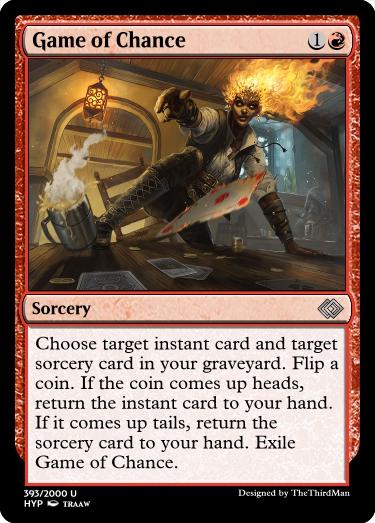 Game of Chance 1
Sorcery
Choose target instant card and target
sorcery card in your graveyard. Flip a
coin. If the coin comes up heads,
return the instant card to your hand.
If it comes up tails, return the
sorcery card to your hand. Exile
Game of Chance.
393/2000 U
Designed by TheThirdMan
HYP TRAAW